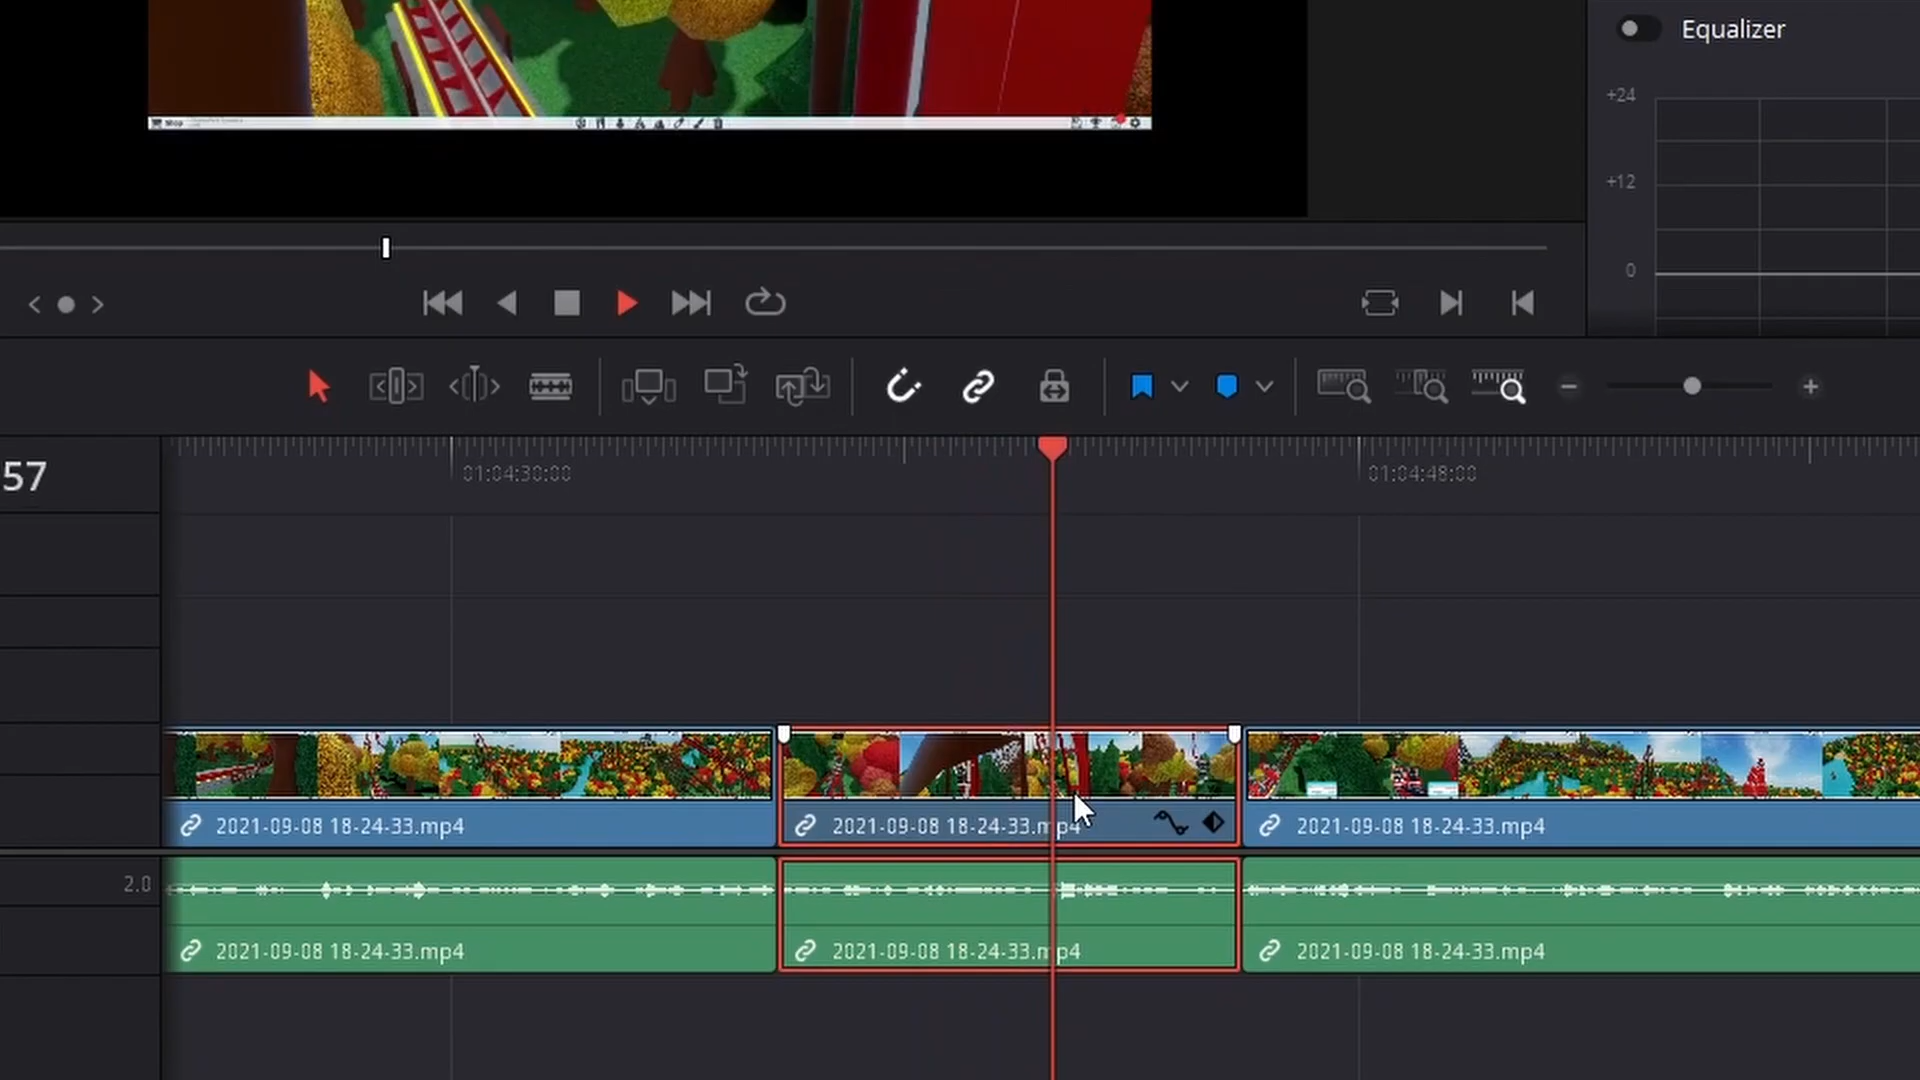 Equalizer
+24
+12
0
57
01:04:30:00
01:04:48:00
2021-09-08 18-24-33.mp4
2021-09-08 18-24-33.mp4
2021-09-08 18-24-33.mp4
2.0
2021-09-08 18-24-33.mp4
2021-09-08 18-24-33.mp4
2021-09-08 18-24-33.mp4